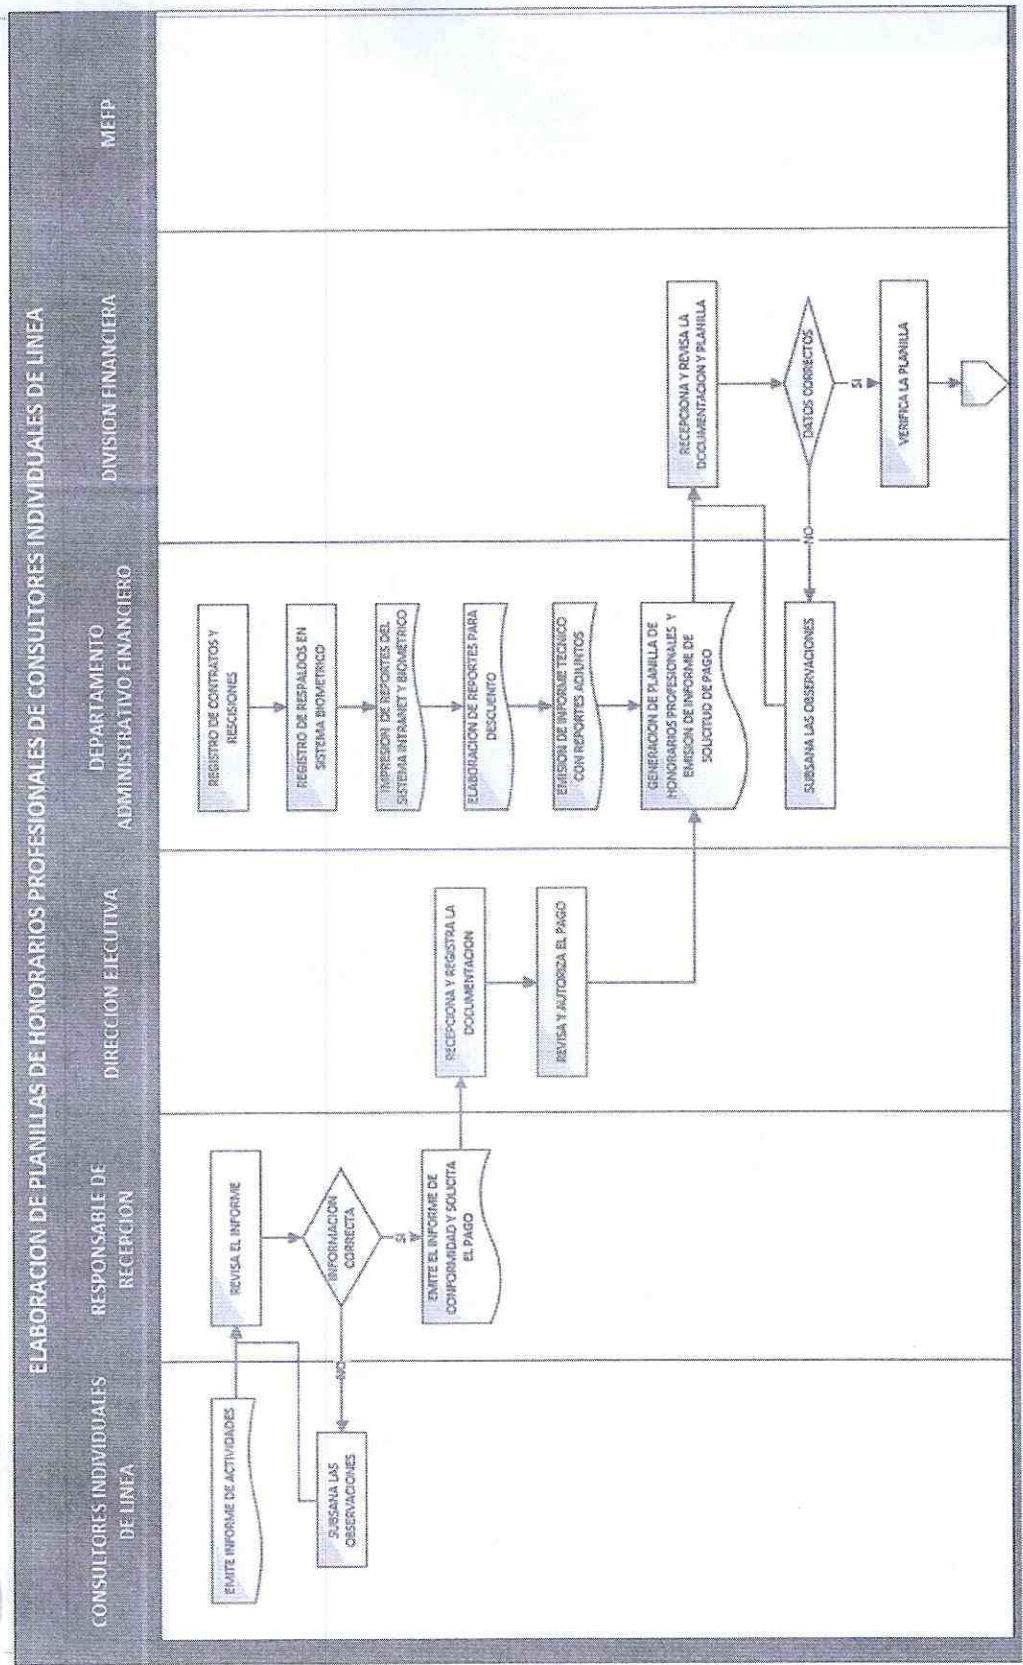 ELABORACION DE PLANILLAS DE HONORARIOS PROFESIONALES DE CONSULTORES INDIVIDUALES DE LINEA
CONSULTORES INDIVIDUALES
DE LINEA
RESPONSABLE DE
RECEPCION
DIRECCION EJECUTIVA
DEPARTAMENTO
ADMINISTRATIVO FINANCIERO
DIVISION FINANCIERA
MEFP
EMITE INFORME DE ACTIVIDADES
SUBSANA LAS
OBSERVACIONES
REVISA EL INFORME
INFORMACION
CORRECTA
NO
SI
EMITE EL INFORME DE
CONFORMIDAD Y SOLICITA
EL PAGO
RECEPCIONA Y REGISTRA LA
DOCUMENTACION
REVISA Y AUTORIZA EL PAGO
REGISTRO DE CONTRATOS Y
RESCISIONES
REGISTRO DE RESPALDOS EN
SISTEMA BIOMETRICO
IMPRESIÓN DE REPORTES DEL
SISTEMA INTRANET Y BIOMETRICO
ELABORACION DE REPORTES PARA
DESCUENTO
EMISION DE INFORME TECNICO
CON REPORTES ADJUNTOS
GENERACION DE PLANILLA DE
HONORARIOS PROFESIONALES Y
EMISION DE INFORME DE
SOLICITUD DE PAGO
SUBSANA LAS OBSERVACIONES
RECEPCIONA Y REVISA LA
DOCUMENTACION Y PLANILLA
DATOS CORRECTOS
NO
SI
VERIFICA LA PLANILLA